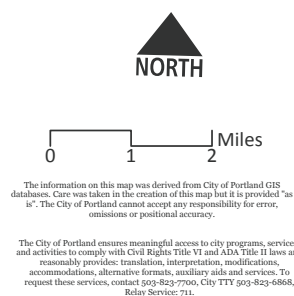 NORTH
Miles
0 1 2
The information on this map was derived from City of Portland GIS
databases. Care was taken in the creation of this map but it is provided "as
is". The City of Portland cannot accept any responsibility for error,
omissions or positional accuracy.
The City of Portland ensures meaningful access to city programs, service
and activities to comply with Civil Rights Title VI and ADA Title II laws a
reasonably provides: translation, interpretation, modifications,
accommodations, alternative formats, auxiliary aids and services. To
request these services, contact 503-823-7700, City TTY 503-823-6868,
Relay Service: 711.